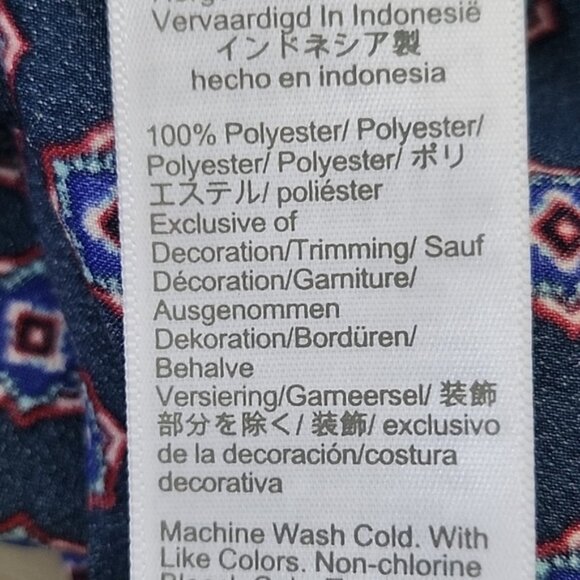 Vervaardigd In Indonesië
インドネシア製
hecho en indonesia
100% Polyester/ Polyester/
Polyester/ Polyester/ ポリ
エステル/ poliéster
Exclusive of
Decoration/Trimming/ Sauf
Décoration/Garniture/
Ausgenommen
Dekoration/Bordüren/
Behalve
Versiering/Garneersel/ 装飾
部分を除く/ 装飾/ exclusivo
de la decoración/costura
decorativa
Machine Wash Cold. With
Like Colors. Non-chlorine